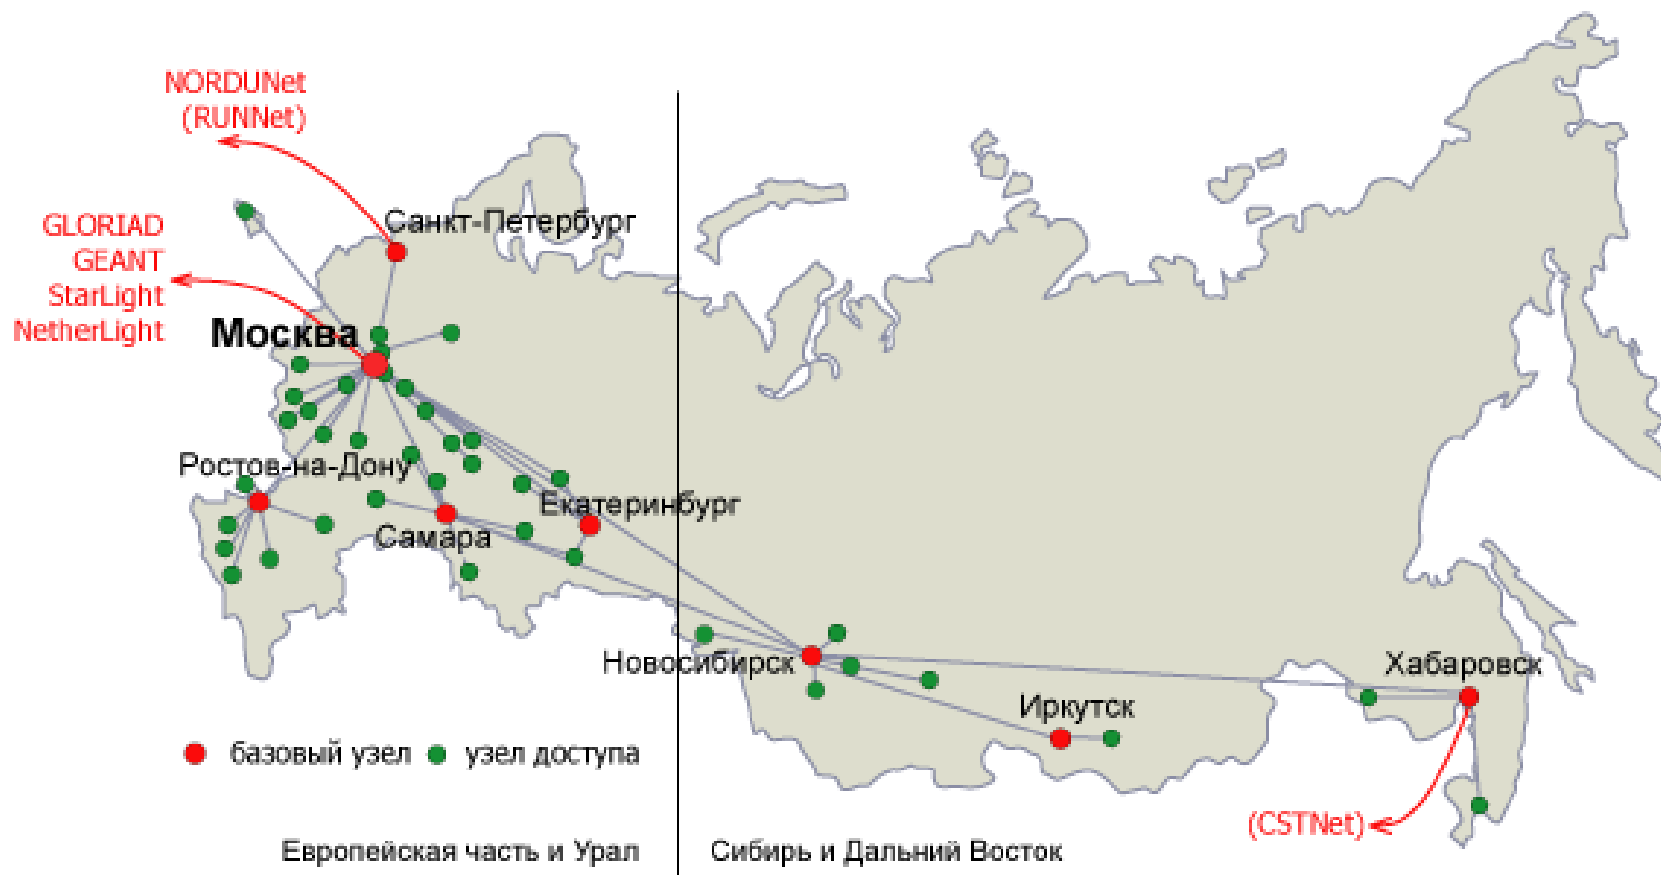 NORDUNet
(RUNNet)
Санкт-Петербург
GLORIAD
GEANT
StarLight
NetherLight
Москва
Ростов-на-Дону
Екатеринбург
Самара
Новосибирск
Хабаровск
Иркутск
базовый узел
узел доступа
(CSTNet)
Европейская часть и Урал
Сибирь и Дальний Восток